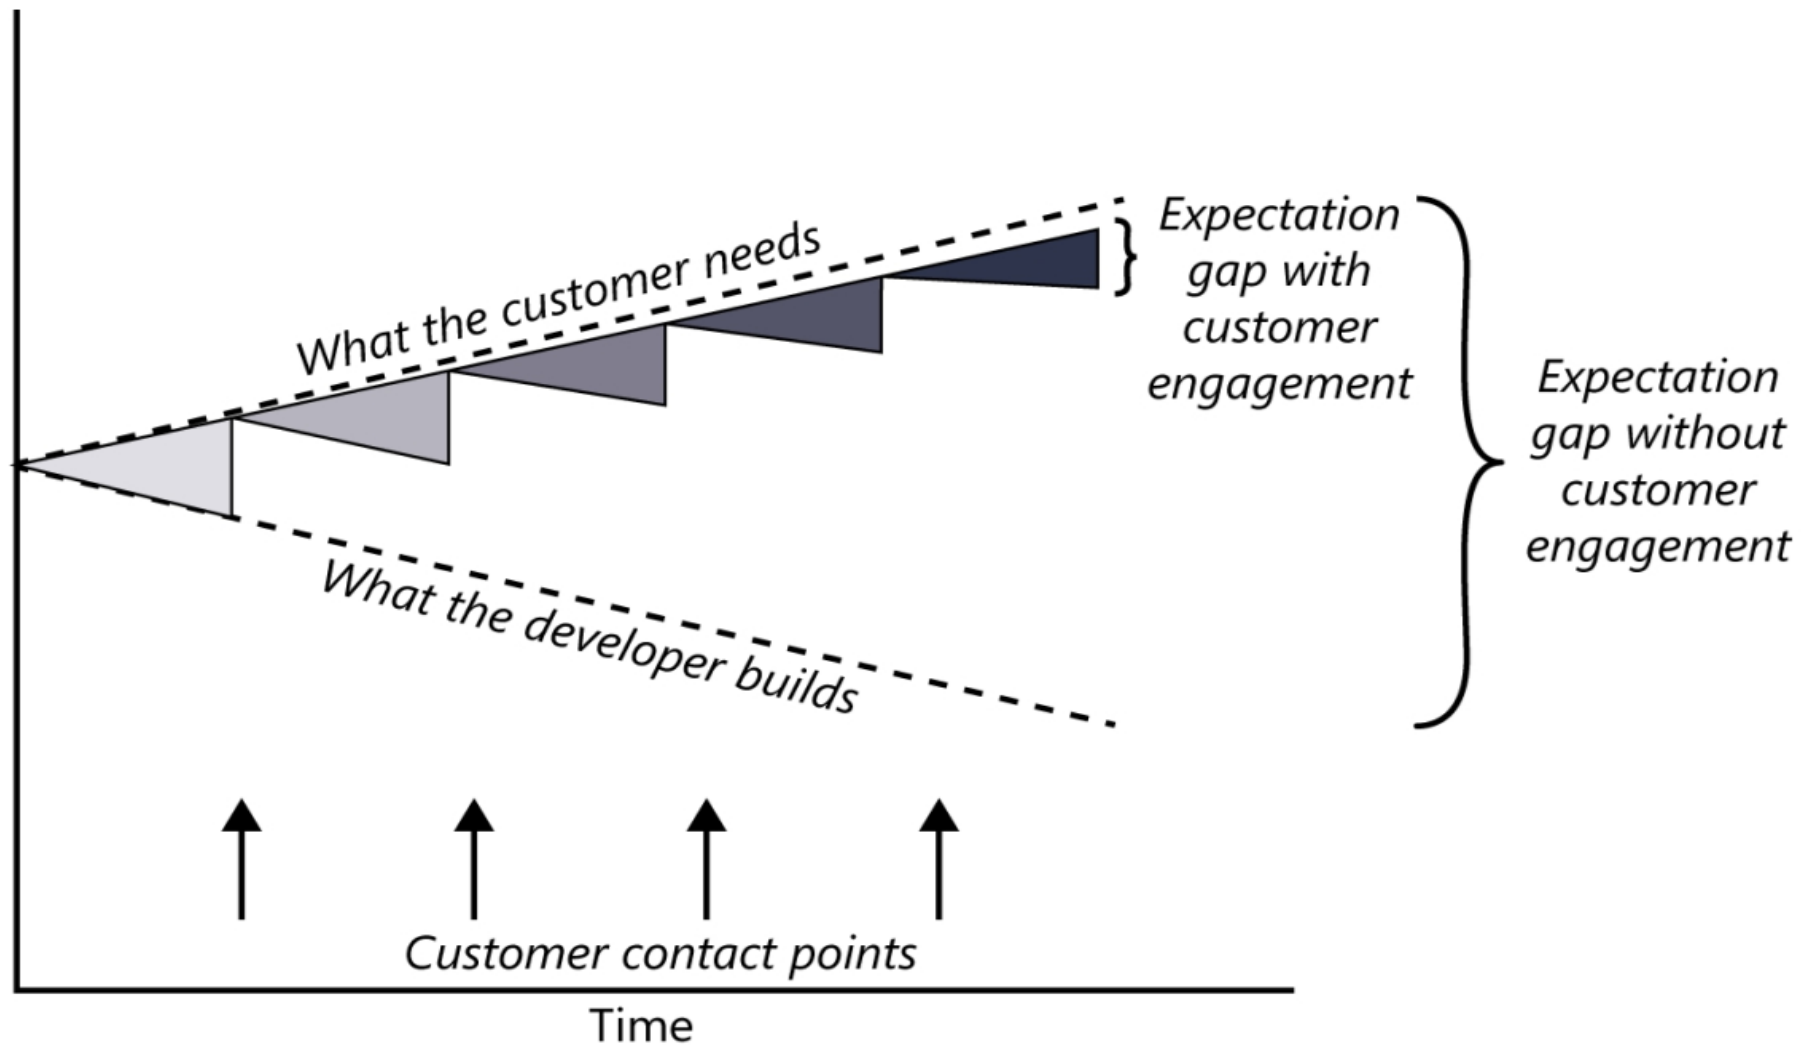 What the customer needs
Expectation
gap with
customer
engagement
Expectation
gap without
customer
engagement
What the developer builds
Customer contact points
Time